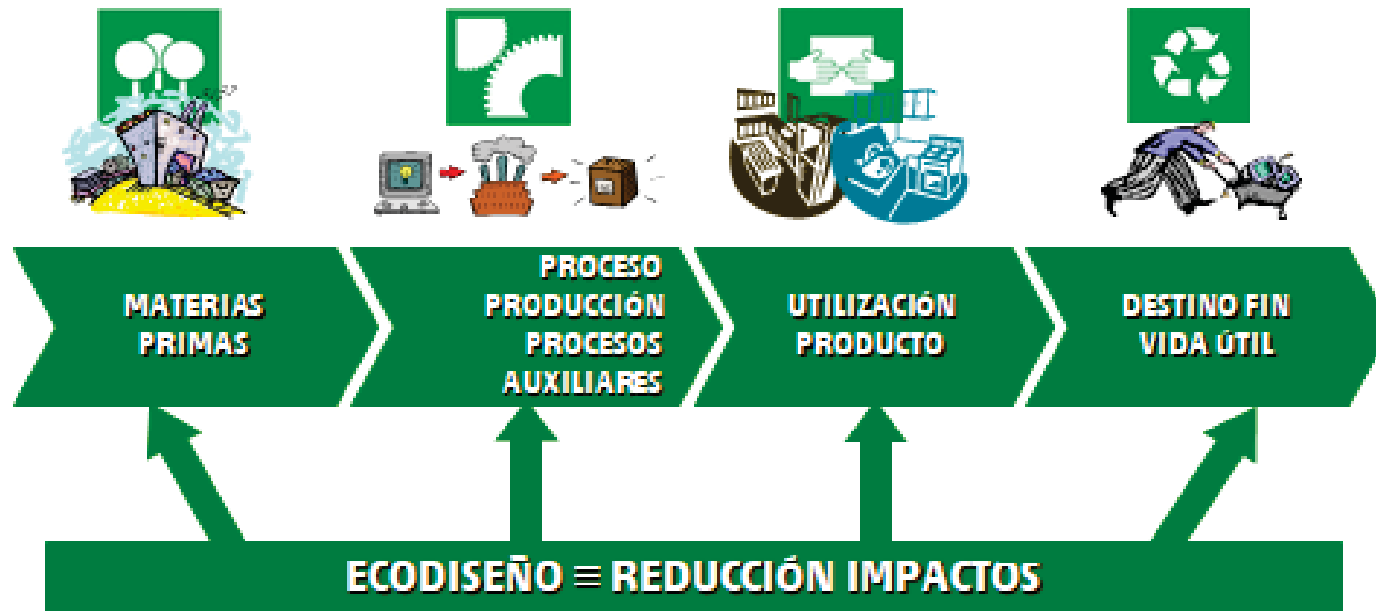 MATERIAS
PRIMAS
PROCESO
PRODUCCIÓN
PROCESOS
AUXILIARES
UTILIZACIÓN
PRODUCTO
DESTINO FIN
VIDA ÚTIL
ECODISEÑO ≡ REDUCCIÓN IMPACTOS